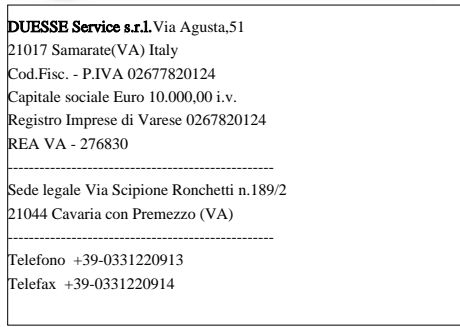 DUESSE Service s.r.l.Via Agusta,51
21017 Samarate(VA) Italy
Cod.Fisc. - P.IVA 02677820124
Capitale sociale Euro 10.000,00 i.v.
Registro Imprese di Varese 0267820124
REA VA - 276830
---------------------------------------------------
Sede legale Via Scipione Ronchetti n.189/2
21044 Cavaria con Premezzo (VA)
---------------------------------------------------
Telefono +39-0331220913
Telefax +39-0331220914